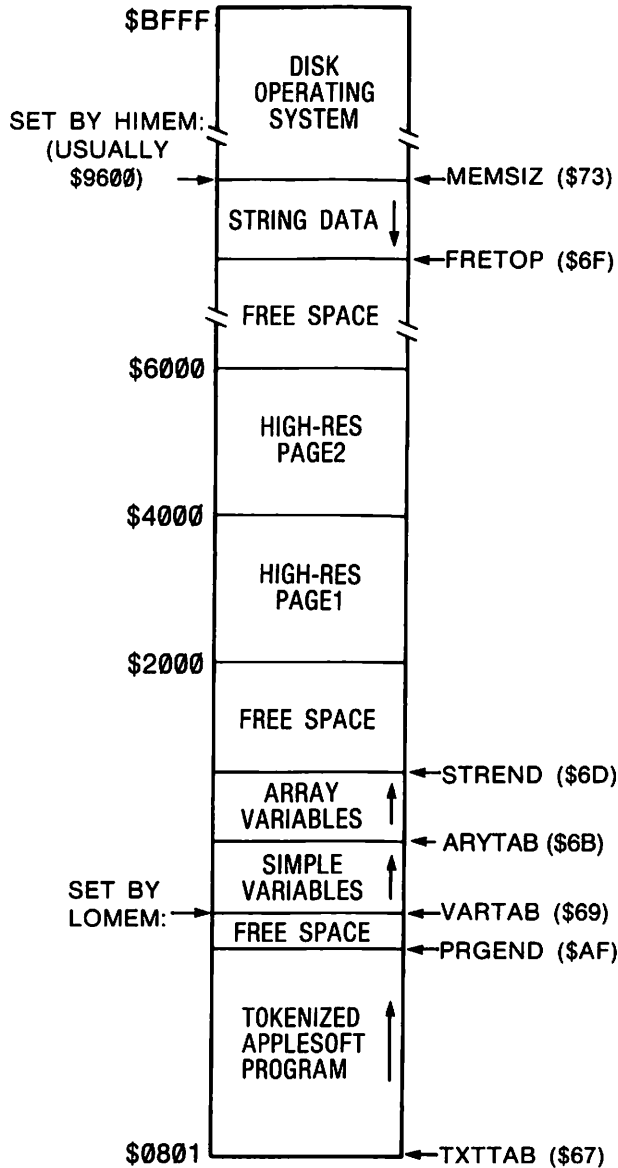 $BFFF
DISK
OPERATING
SYSTEM
SET BY HIMEM:
(USUALLY
$9600)
MEMSIZ ($73)
STRING DATA
FRETOP ($6F)
FREE SPACE
$6000
HIGH-RES
PAGE2
$4000
HIGH-RES
PAGE1
$2000
FREE SPACE
STREND ($6D)
ARRAY
VARIABLES
ARYTAB ($6B)
SIMPLE
VARIABLES
SET BY
LOMEM:
VARTAB ($69)
FREE SPACE
PRGEND ($AF)
TOKENIZED
APPLESOFT
PROGRAM
$0801
TXTTAB ($67)